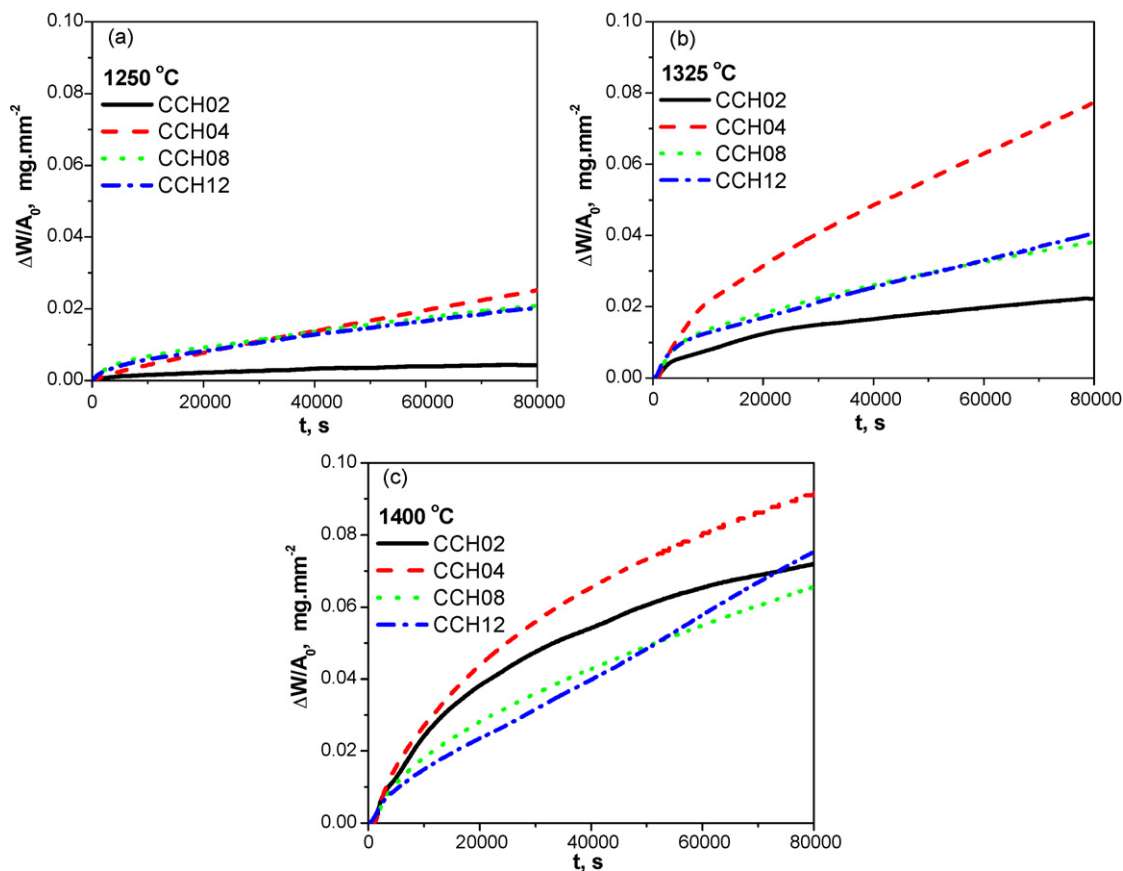 (a)
1250 °C
CCH02
CCH04
CCH08
CCH12
0.10
0.08
0.06
0.04
0.02
0.00
ΔW/A₀, mg.mm⁻²
0 20000 40000 60000 80000
t, s
(b)
1325 °C
CCH02
CCH04
CCH08
CCH12
0.10
0.08
0.06
0.04
0.02
0.00
ΔW/A₀, mg.mm⁻²
0 20000 40000 60000 80000
t, s
(c)
1400 °C
CCH02
CCH04
CCH08
CCH12
0.10
0.08
0.06
0.04
0.02
0.00
ΔW/A₀, mg.mm⁻²
0 20000 40000 60000 80000
t, s